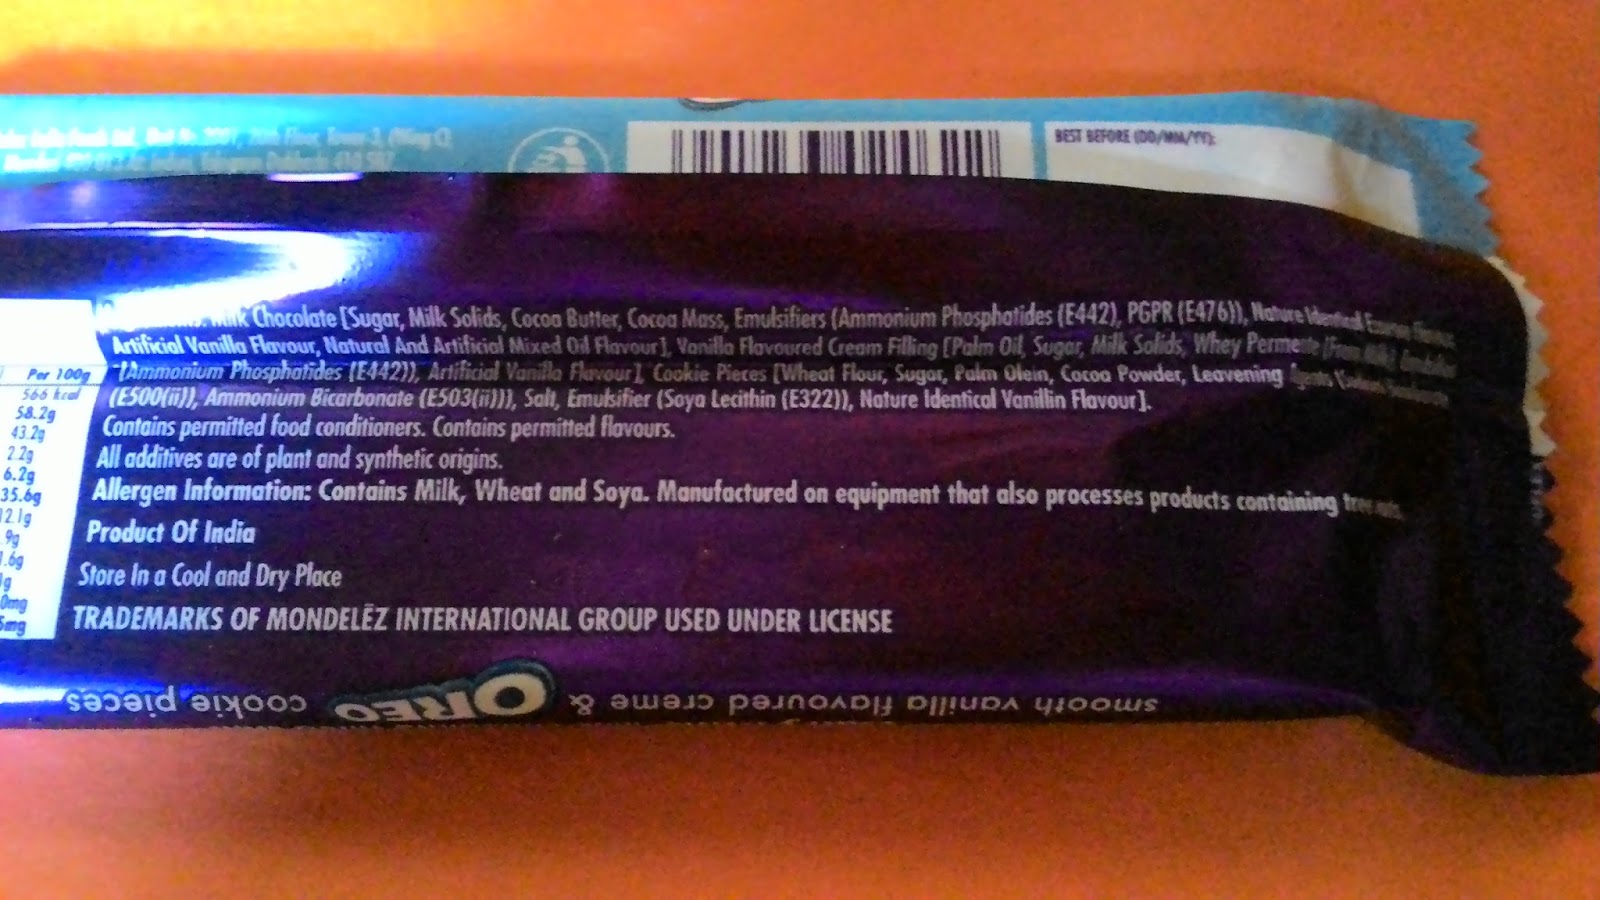 BEST BEFORE (DD/MM/YY):
Milk Chocolate [Sugar, Milk Solids, Cocoa Butter, Cocoa Mass, Emulsifiers (Ammonium Phosphatides (E442), PGPR (E476)), Nature Identical
Artificial Vanilla Flavour, Natural And Artificial Mixed Oil Flavour], Vanilla Flavoured Cream Filling [Palm Oil, Sugar, Milk Solids, Whey Permeate (From Milk)
(Ammonium Phosphatides (E442)), Artificial Vanilla Flavour], Cookie Pieces [Wheat Flour, Sugar, Palm Olein, Cocoa Powder, Leavening
(E500(ii)), Ammonium Bicarbonate (E503(ii))), Salt, Emulsifier (Soya Lecithin (E322)), Nature Identical Vanillin Flavour].
Contains permitted food conditioners. Contains permitted flavours.
All additives are of plant and synthetic origins.
Allergen Information: Contains Milk, Wheat and Soya. Manufactured on equipment that also processes products containing tree nuts.
Product Of India
Store In a Cool and Dry Place
TRADEMARKS OF MONDELĒZ INTERNATIONAL GROUP USED UNDER LICENSE
Per 100g
566 kcal
58.2g
43.2g
2.2g
6.2g
35.6g
smooth vanilla flavoured creme & OREO cookie pieces